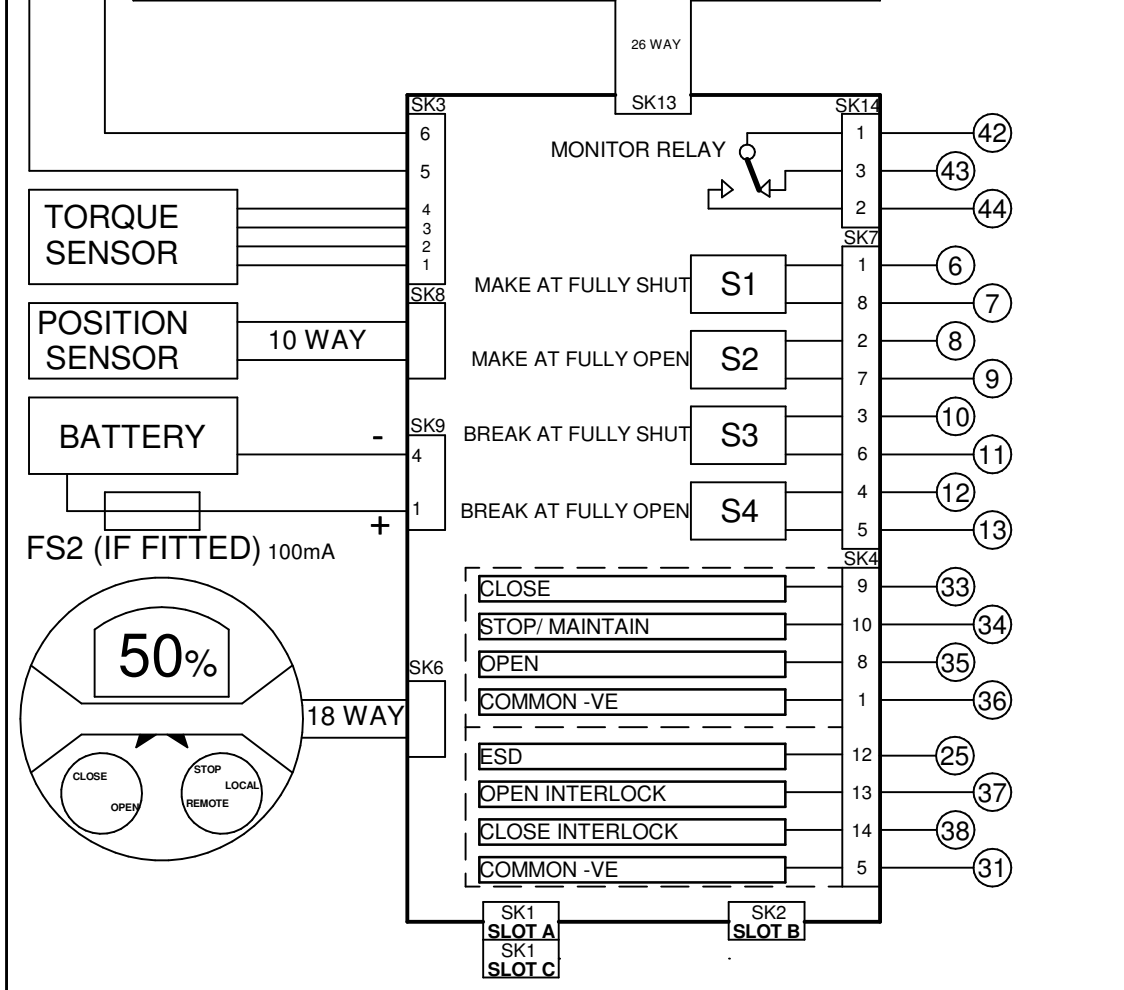 26 WAY
SK13
SK3
6
5
4
3
2
1
TORQUE
SENSOR
SK8
POSITION
SENSOR
10 WAY
BATTERY
-
SK9
4
1
+
FS2 (IF FITTED) 100mA
50%
CLOSE
OPEN
STOP
LOCAL
REMOTE
18 WAY
SK6
MONITOR RELAY
SK14
1
42
3
43
2
44
SK7
MAKE AT FULLY SHUT
S1
1
6
8
7
MAKE AT FULLY OPEN
S2
2
8
7
9
BREAK AT FULLY SHUT
S3
3
10
6
11
BREAK AT FULLY OPEN
S4
4
12
5
13
SK4
CLOSE
9
33
STOP/ MAINTAIN
10
34
OPEN
8
35
COMMON -VE
1
36
ESD
12
25
OPEN INTERLOCK
13
37
CLOSE INTERLOCK
14
38
COMMON -VE
5
31
SK1
SLOT A
SK1
SLOT C
SK2
SLOT B